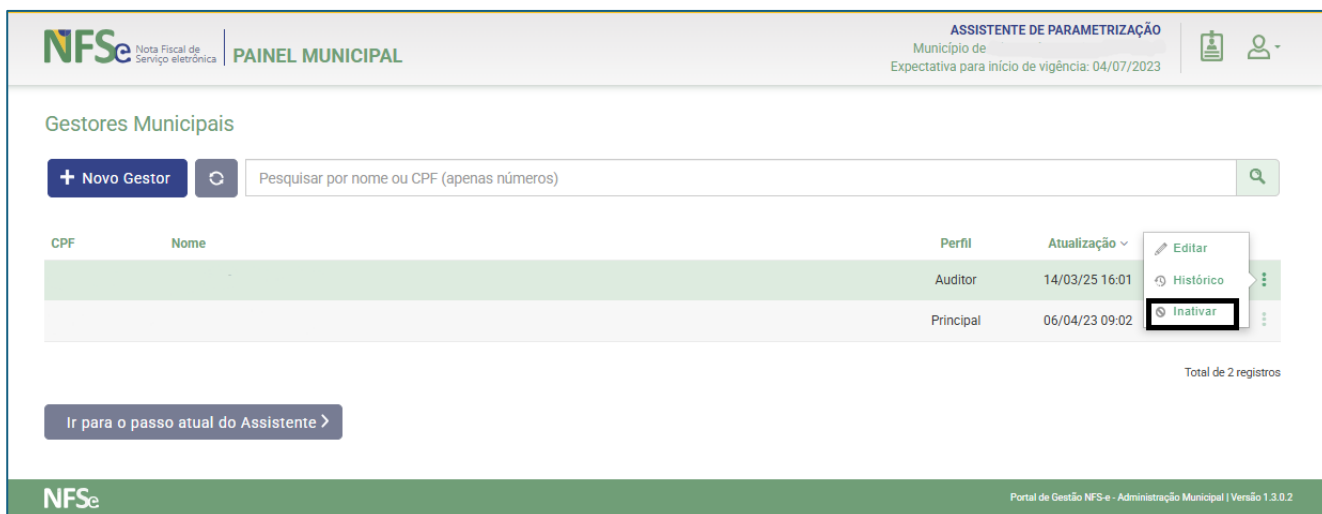 NFSe Nota Fiscal de Serviço eletrônica PAINEL MUNICIPAL
ASSISTENTE DE PARAMETRIZAÇÃO
Município de
Expectativa para início de vigência: 04/07/2023
Gestores Municipais
+ Novo Gestor
Pesquisar por nome ou CPF (apenas números)
CPF Nome Perfil Atualização
Editar
Auditor 14/03/25 16:01
Histórico
Principal 06/04/23 09:02
Inativar
Total de 2 registros
Ir para o passo atual do Assistente >
NFSe
Portal de Gestão NFS-e - Administração Municipal | Versão 1.3.0.2